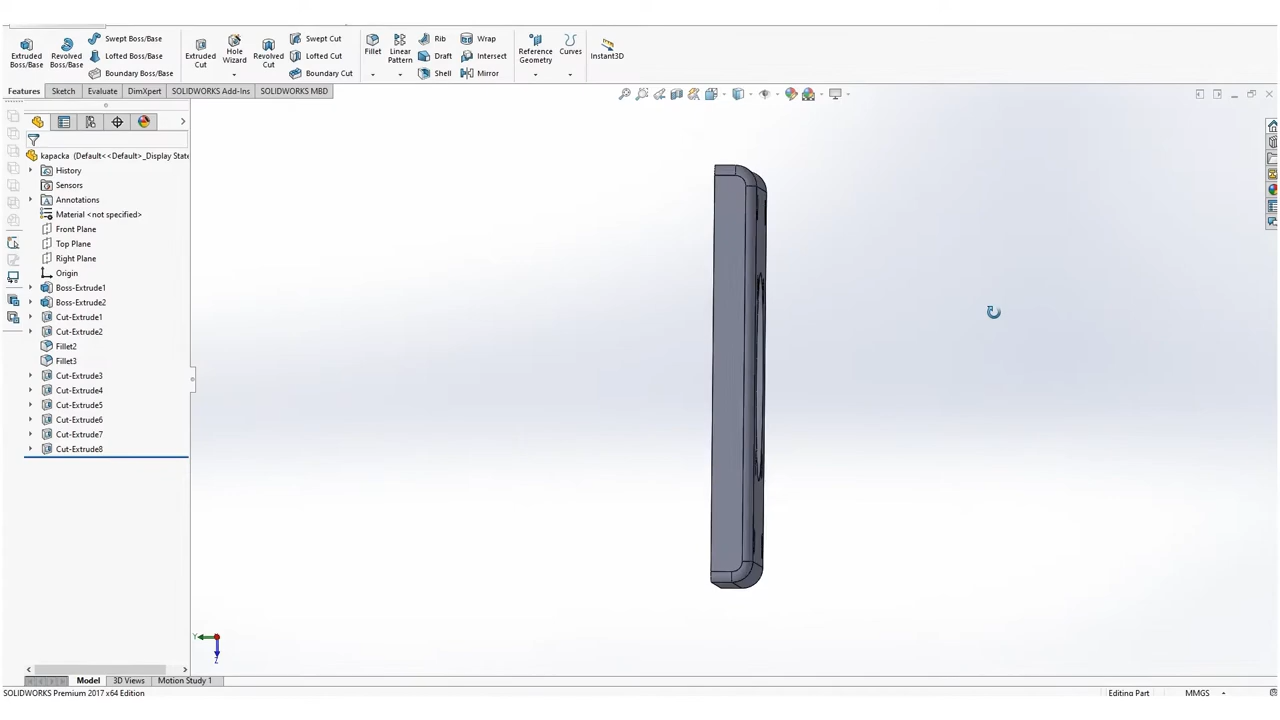 Extruded Boss/Base
Revolved Boss/Base
Swept Boss/Base
Lofted Boss/Base
Boundary Boss/Base
Extruded Cut
Hole Wizard
Revolved Cut
Swept Cut
Lofted Cut
Boundary Cut
Fillet
Linear Pattern
Rib
Draft
Shell
Wrap
Intersect
Mirror
Reference Geometry
Curves
Instant3D
Features Sketch Evaluate DimXpert SOLIDWORKS Add-Ins SOLIDWORKS MBD
kapacka (Default<<Default>_Display State
History
Sensors
Annotations
Material <not specified>
Front Plane
Top Plane
Right Plane
Origin
Boss-Extrude1
Boss-Extrude2
Cut-Extrude1
Cut-Extrude2
Fillet2
Fillet3
Cut-Extrude3
Cut-Extrude4
Cut-Extrude5
Cut-Extrude6
Cut-Extrude7
Cut-Extrude8
Y
Z
Model 3D Views Motion Study 1
SOLIDWORKS Premium 2017 x64 Edition Editing Part MMGS